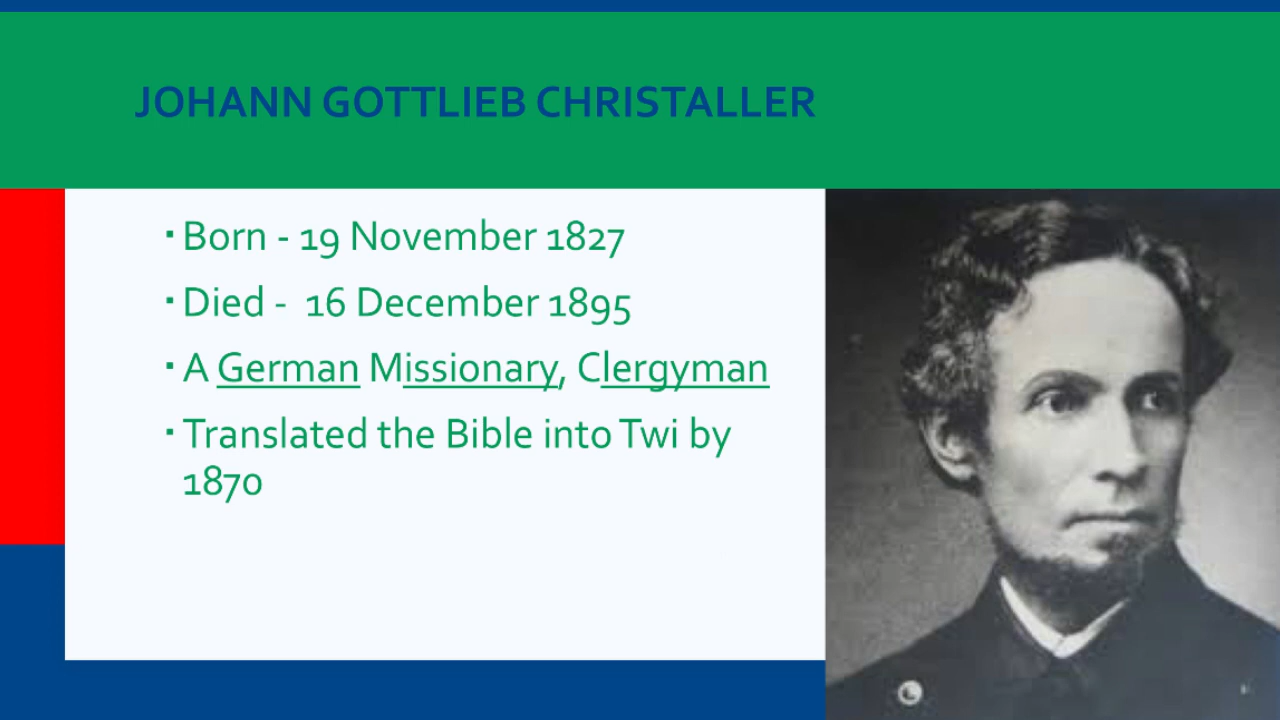 JOHANN GOTTLIEB CHRISTALLER
▪ Born - 19 November 1827
▪ Died -  16 December 1895
▪ A German Missionary, Clergyman
▪ Translated the Bible into Twi by
1870